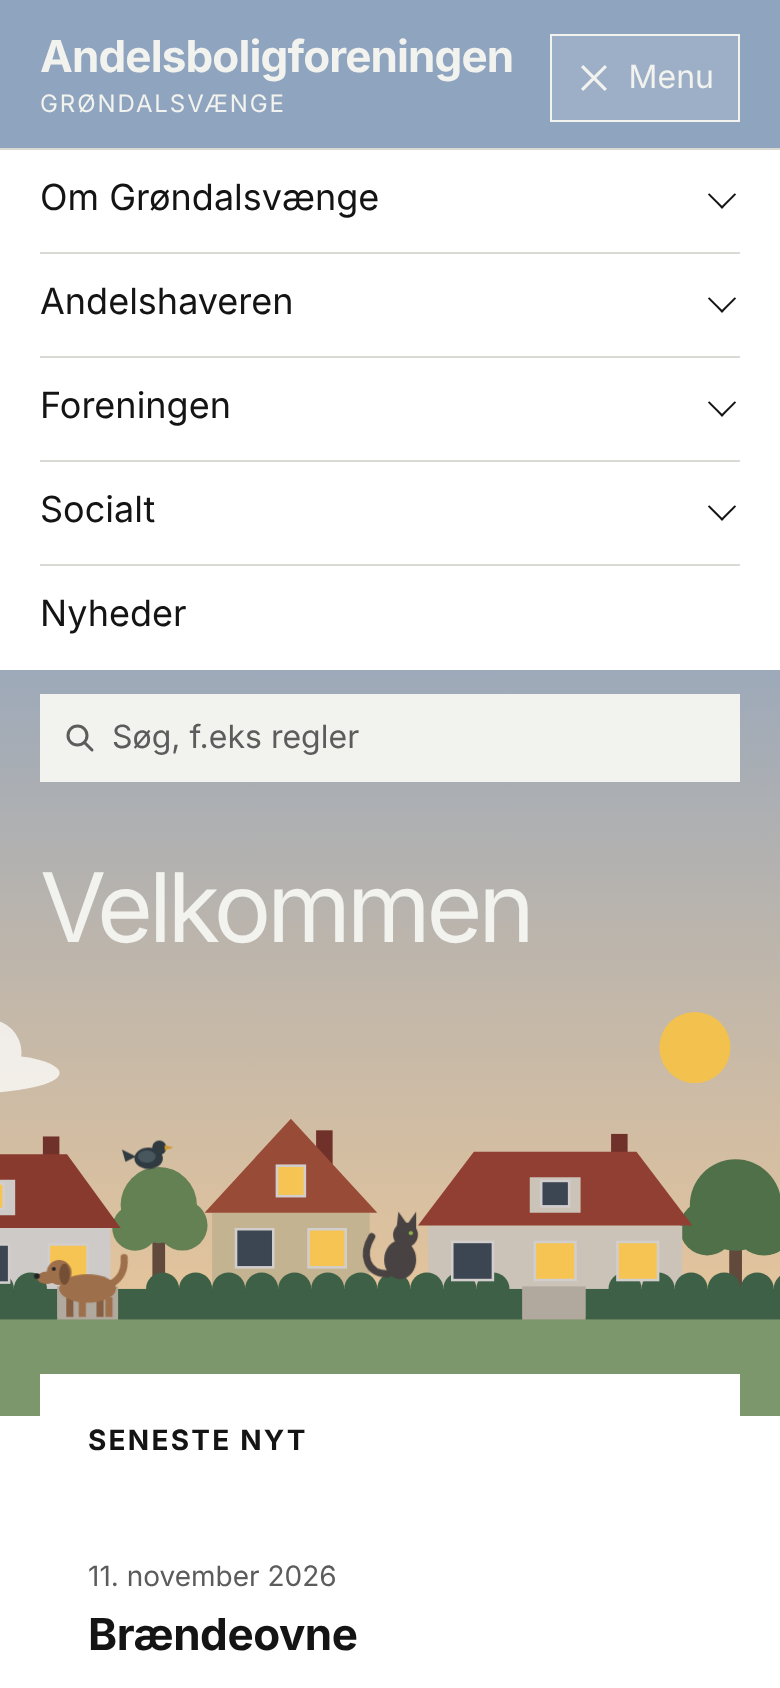 Andelsboligforeningen
GRØNDALSVÆNGE
Menu
Om Grøndalsvænge
Andelshaveren
Foreningen
Socialt
Nyheder
Søg, f.eks regler
Velkommen
SENESTE NYT
11. november 2026
Brændeovne